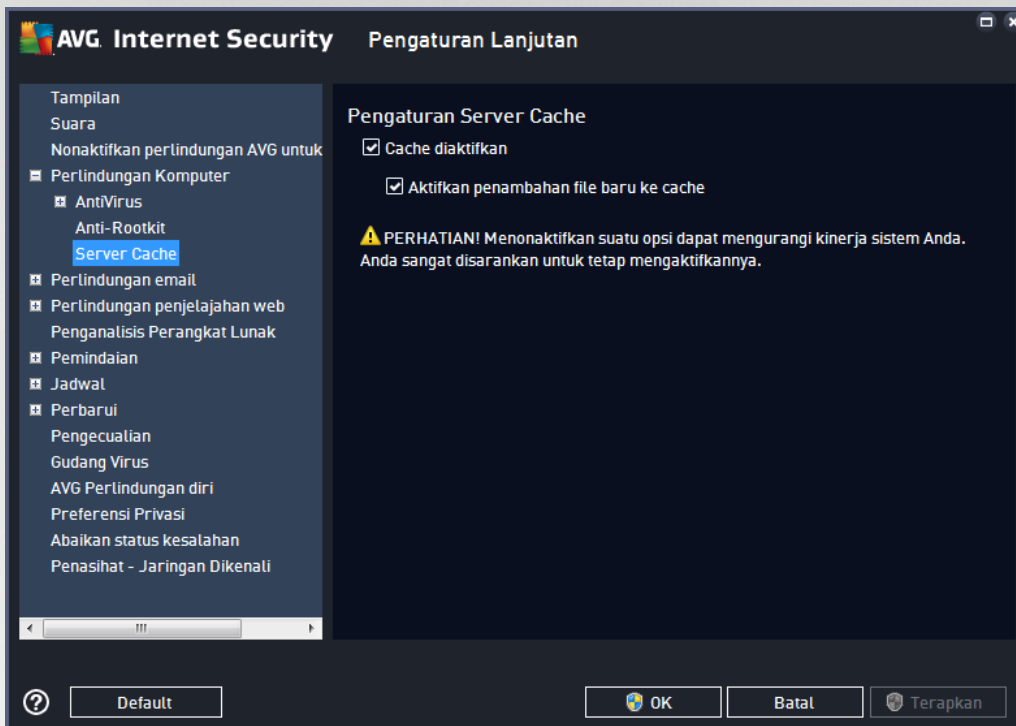 AVG Internet Security Pengaturan Lanjutan
Tampilan
Suara
Nonaktifkan perlindungan AVG untuk
Perlindungan Komputer
AntiVirus
Anti-Rootkit
Server Cache
Perlindungan email
Perlindungan penjelajahan web
Penganalisis Perangkat Lunak
Pemindaian
Jadwal
Perbarui
Pengecualian
Gudang Virus
AVG Perlindungan diri
Preferensi Privasi
Abaikan status kesalahan
Penasihat - Jaringan Dikenali
Pengaturan Server Cache
Cache diaktifkan
Aktifkan penambahan file baru ke cache
PERHATIAN! Menonaktifkan suatu opsi dapat mengurangi kinerja sistem Anda.
Anda sangat disarankan untuk tetap mengaktifkannya.
? Default OK Batal Terapkan